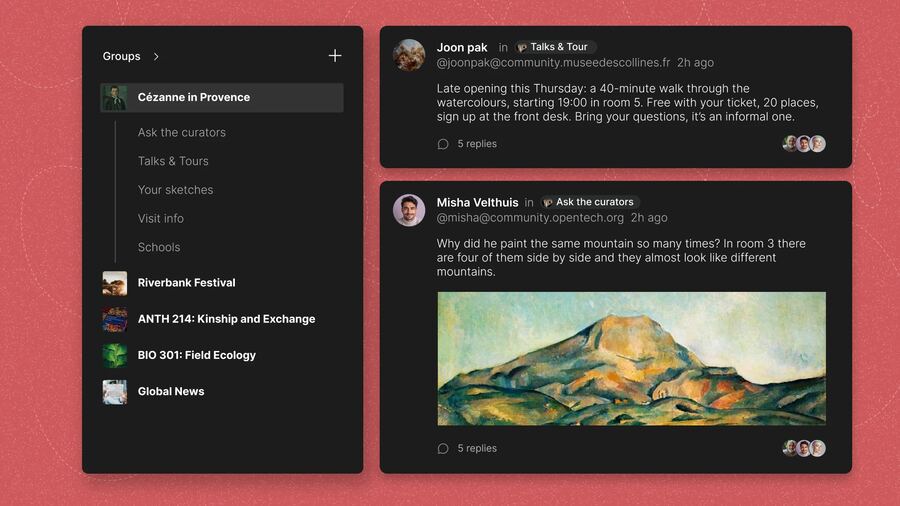 Groups
Cézanne in Provence
Ask the curators
Talks & Tours
Your sketches
Visit info
Schools
Riverbank Festival
ANTH 214: Kinship and Exchange
BIO 301: Field Ecology
Global News
Joon pak in Talks & Tour
@joonpak@community.museedescollines.fr 2h ago
Late opening this Thursday: a 40-minute walk through the
watercolours, starting 19:00 in room 5. Free with your ticket, 20 places,
sign up at the front desk. Bring your questions, it's an informal one.
5 replies
Misha Velthuis in Ask the curators
@misha@community.opentech.org 2h ago
Why did he paint the same mountain so many times? In room 3 there
are four of them side by side and they almost look like different
mountains.
5 replies